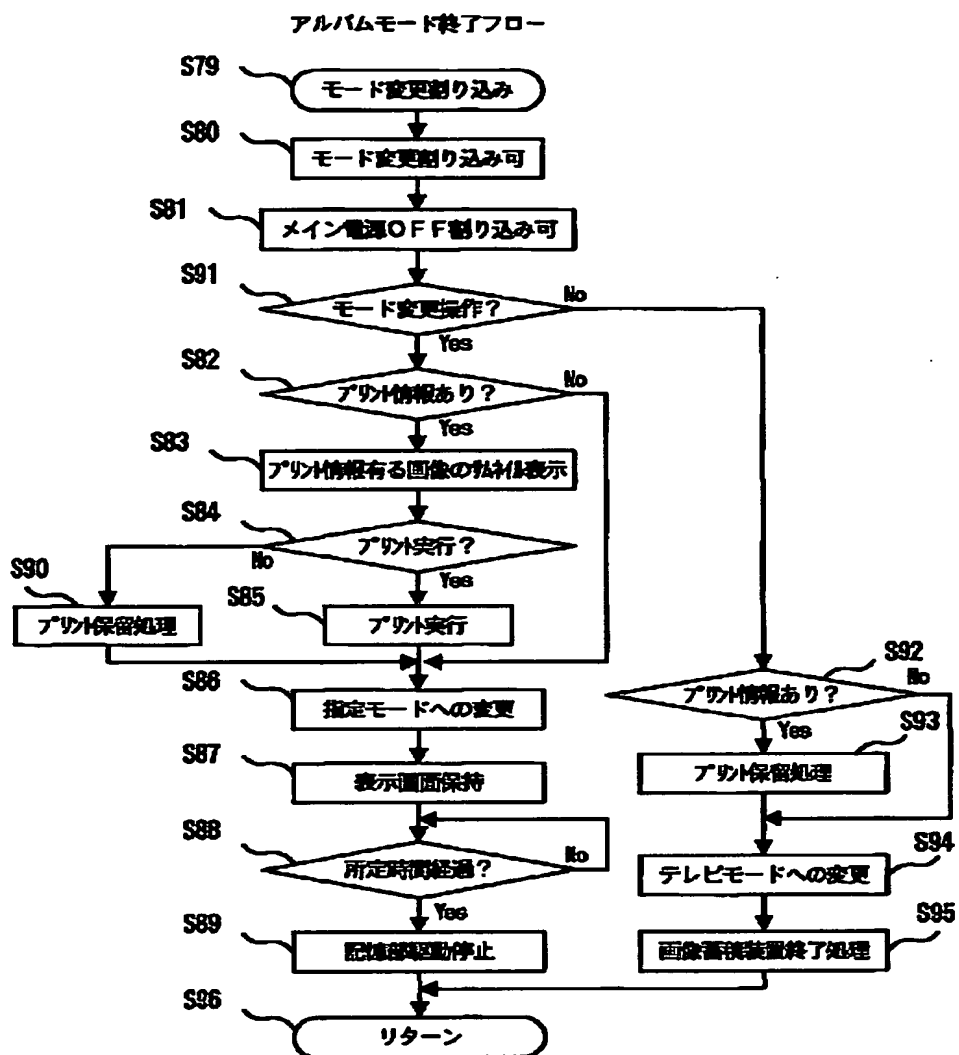 アルバムモード終了フロー
S79
モード変更割り込み
S80
モード変更割り込み可
S81
メイン電源OFF割り込み可
S91
モード変更操作?
No
Yes
S82
プリント情報あり?
No
Yes
S83
プリント情報有る画像のサムネイル表示
S84
プリント実行?
No
Yes
S90
プリント保留処理
S85
プリント実行
S86
指定モードへの変更
S87
表示画面保持
S88
所定時間経過?
No
Yes
S89
記憶部駆動停止
S92
プリント情報あり?
No
Yes
S93
プリント保留処理
S94
テレビモードへの変更
S95
画像蓄積装置終了処理
S96
リターン